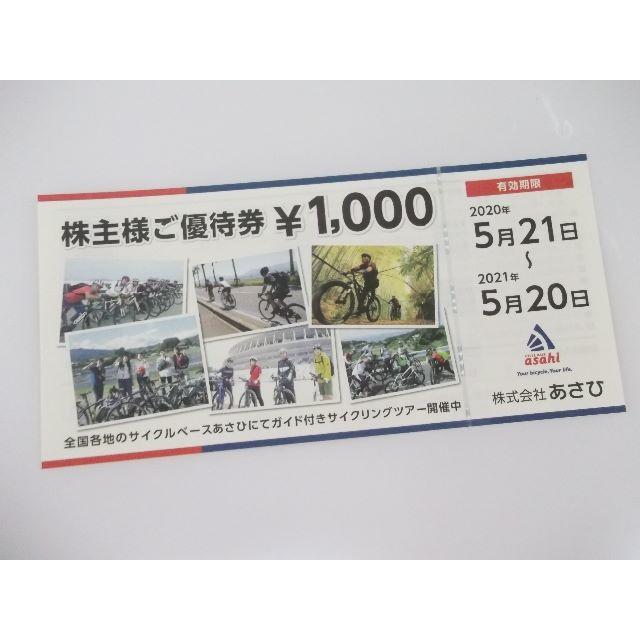 株主様ご優待券 ￥1,000
全国各地のサイクルベースあさひにてガイド付きサイクリングツアー開催中
有効期限
2020年
5月21日
～
2021年
5月20日
asahi
Your bicycle, Your life.
株式会社 あさひ